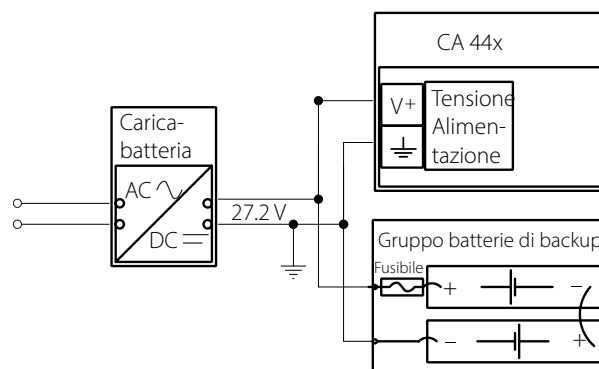 CA 44x
V+
Tensione
Alimen-
tazione
Carica-
batteria
AC
DC
27.2 V
Gruppo batterie di backup
Fusibile
+
−
−
+